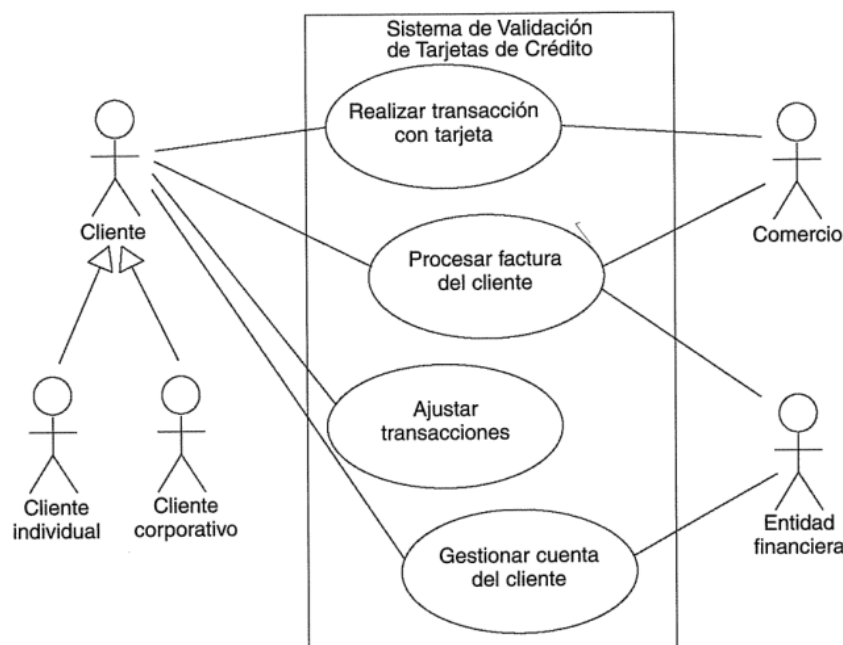 Sistema de Validación
de Tarjetas de Crédito
Realizar transacción
con tarjeta
Cliente
Comercio
Procesar factura
del cliente
Ajustar
transacciones
Cliente
individual
Cliente
corporativo
Entidad
financiera
Gestionar cuenta
del cliente